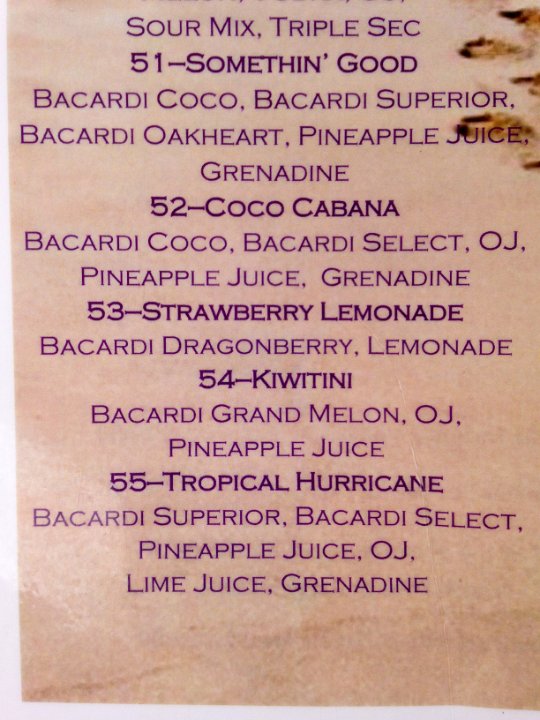 Sour Mix, Triple Sec
51–Somethin' Good
Bacardi Coco, Bacardi Superior,
Bacardi Oakheart, Pineapple Juice,
Grenadine
52–Coco Cabana
Bacardi Coco, Bacardi Select, OJ,
Pineapple Juice, Grenadine
53–Strawberry Lemonade
Bacardi Dragonberry, Lemonade
54–Kiwitini
Bacardi Grand Melon, OJ,
Pineapple Juice
55–Tropical Hurricane
Bacardi Superior, Bacardi Select,
Pineapple Juice, OJ,
Lime Juice, Grenadine